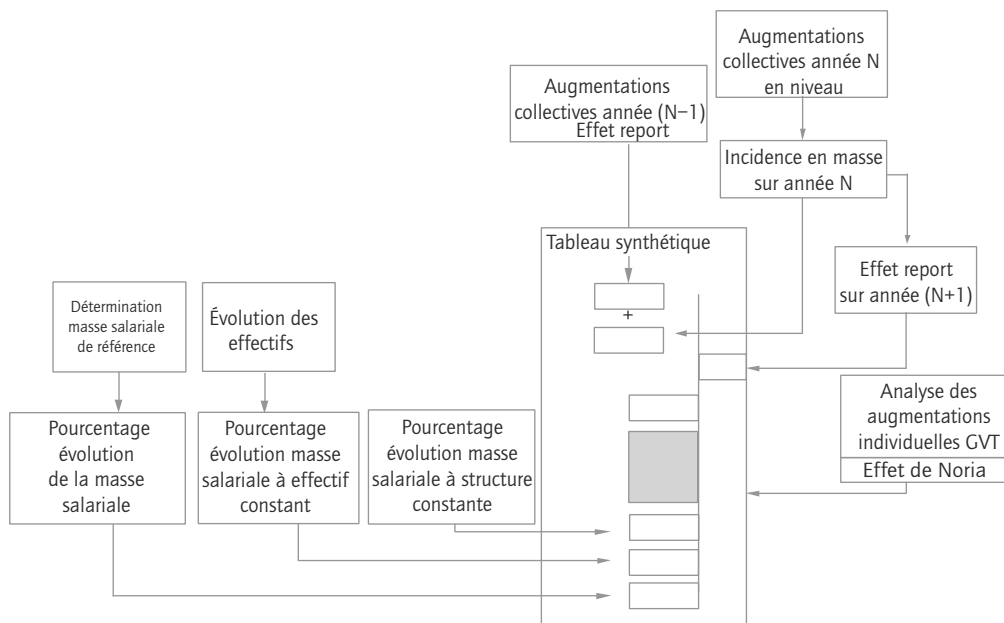 Augmentations
collectives année N
en niveau
Augmentations
collectives année (N–1)
Effet report
Incidence en masse
sur année N
Tableau synthétique
Effet report
sur année (N+1)
+
Détermination
masse salariale
de référence
Évolution des
effectifs
Analyse des
augmentations
individuelles GVT
Effet de Noria
Pourcentage
évolution
de la masse
salariale
Pourcentage
évolution masse
salariale à effectif
constant
Pourcentage
évolution masse
salariale à structure
constante